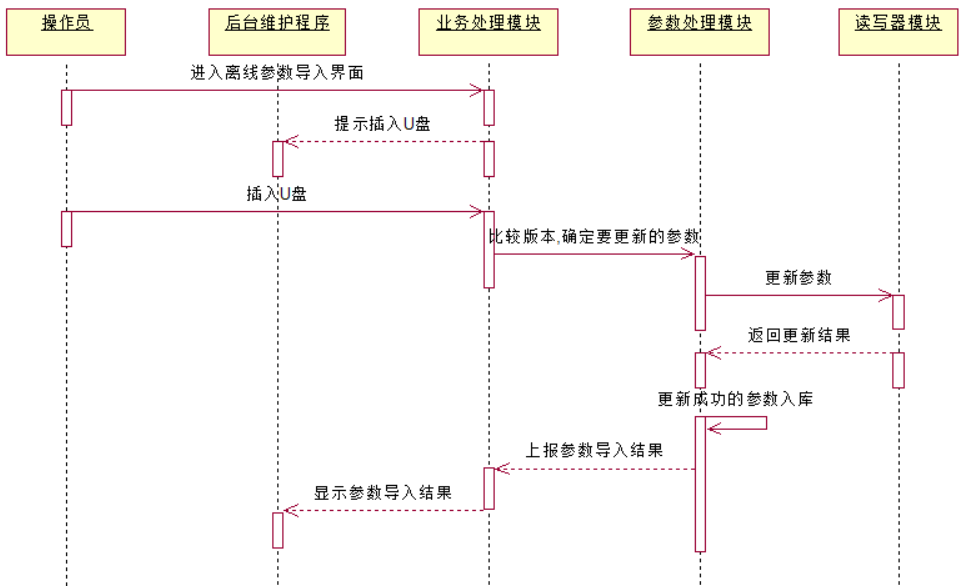 操作员
后台维护程序
业务处理模块
参数处理模块
读写器模块
进入离线参数导入界面
提示插入U盘
插入U盘
比较版本,确定要更新的参数
更新参数
返回更新结果
更新成功的参数入库
上报参数导入结果
显示参数导入结果